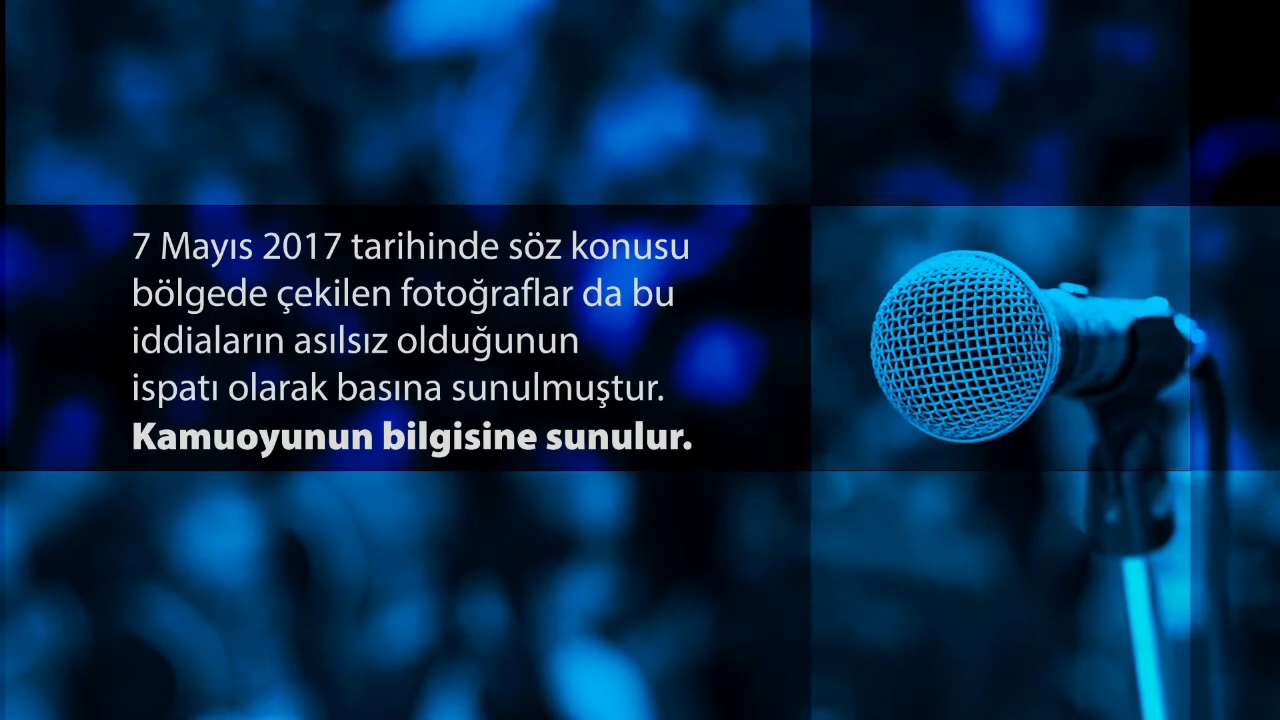 7 Mayıs 2017 tarihinde söz konusu
bölgede çekilen fotoğraflar da bu
iddiaların asılsız olduğunun
ispatı olarak basına sunulmuştur.
Kamuoyunun bilgisine sunulur.